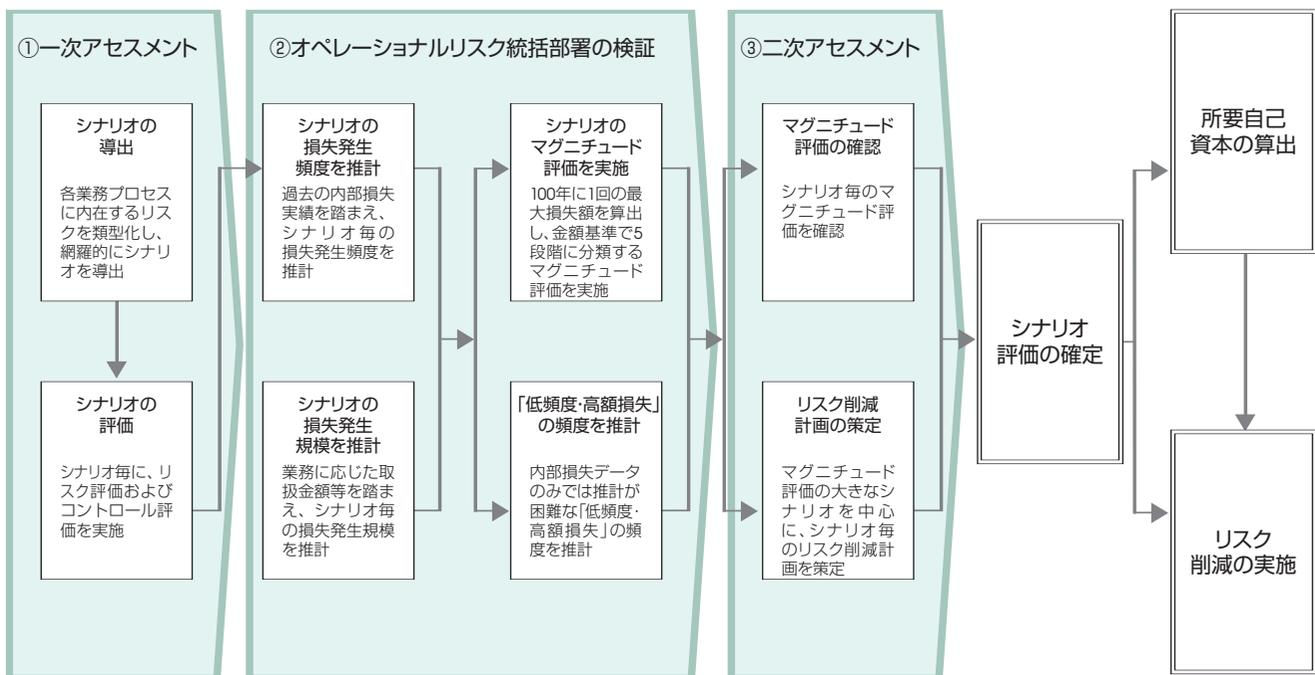 ①一次アセスメント
シナリオの
導出
各業務プロセス
に内在するリス
クを類型化し、
網羅的にシナリ
オを導出
シナリオの
評価
シナリオ毎に、リ
スク評価および
コントロール評
価を実施
②オペレーショナルリスク統括部署の検証
シナリオの
損失発生
頻度を推計
過去の内部損失
実績を踏まえ、
シナリオ毎の
損失発生頻度を
推計
シナリオの
損失発生
規模を推計
業務に応じた取
扱金額等を踏ま
え、シナリオ毎
の損失発生規模
を推計
シナリオの
マグニチュード
評価を実施
100年に1回の最
大損失額を算出
し、金額基準で5
段階に分類する
マグニチュード
評価を実施
「低頻度・高額損失」
の頻度を推計
内部損失データ
のみでは推計が
困難な「低頻度・
高額損失」の頻
度を推計
③二次アセスメント
マグニチュード
評価の確認
シナリオ毎のマ
グニチュード評
価を確認
リスク削減
計画の策定
マグニチュード
評価の大きなシ
ナリオを中心
に、シナリオ毎
のリスク削減計
画を策定
シナリオ
評価の確定
所要自己
資本の算出
リスク
削減の実施